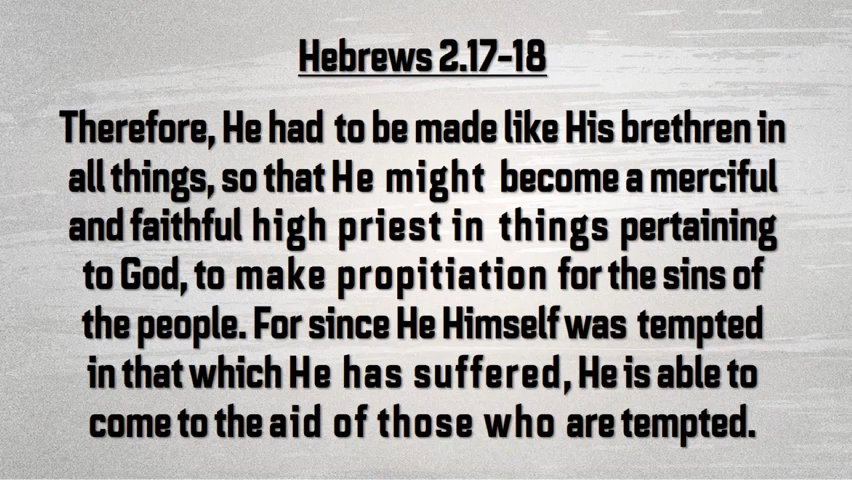 Hebrews 2.17-18
Therefore, He had to be made like His brethren in
all things, so that He might become a merciful
and faithful high priest in things pertaining
to God, to make propitiation for the sins of
the people. For since He Himself was tempted
in that which He has suffered, He is able to
come to the aid of those who are tempted.